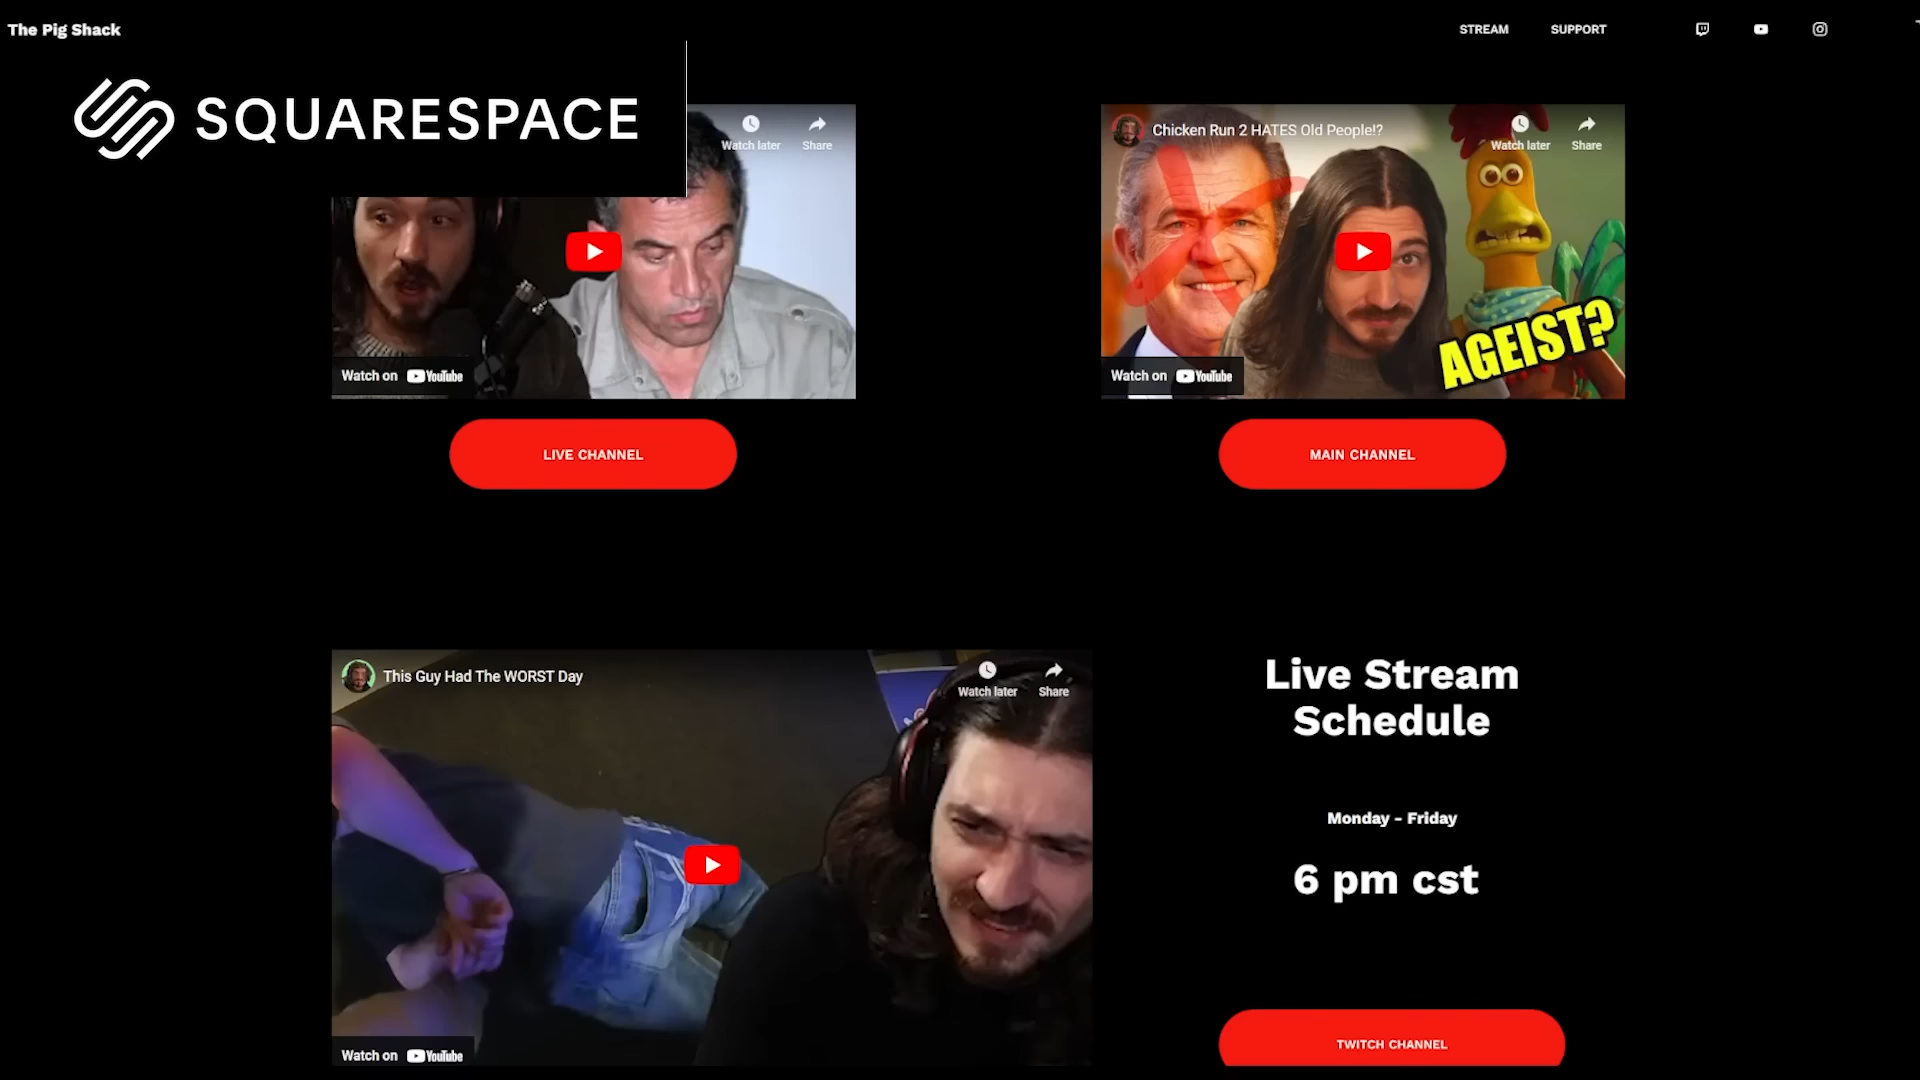 The Pig Shack
STREAM
SUPPORT
SQUARESPACE
Watch later
Share
Watch on YouTube
Chicken Run 2 HATES Old People!?
Watch later
Share
AGEIST?
Watch on YouTube
LIVE CHANNEL
MAIN CHANNEL
This Guy Had The WORST Day
Watch later
Share
Watch on YouTube
Live Stream
Schedule
Monday - Friday
6 pm cst
TWITCH CHANNEL